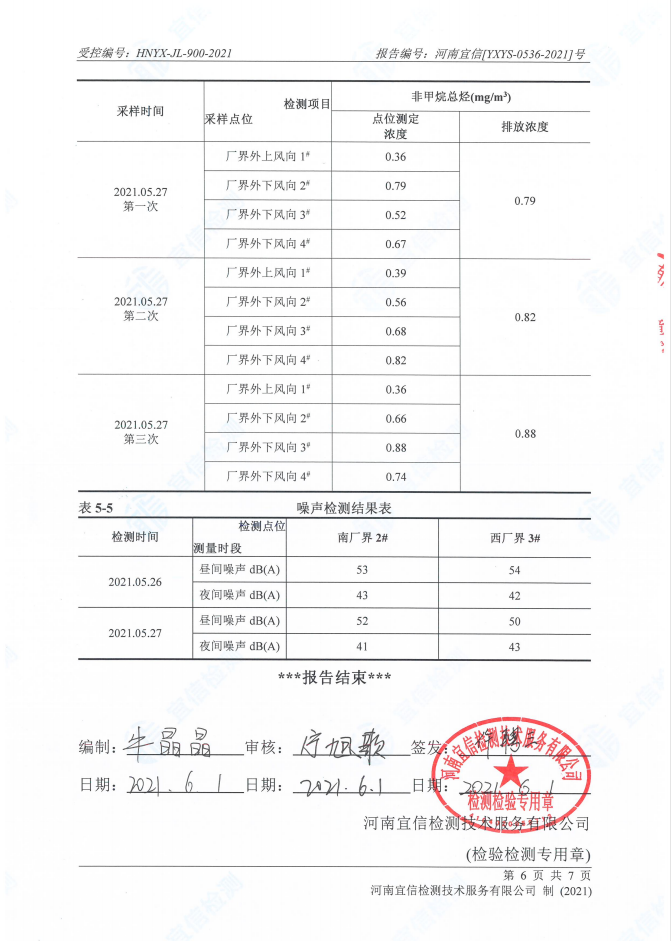 受控编号：HNYX-JL-900-2021 报告编号：河南宜信[YXYS-0536-2021]号
采样时间 检测项目 采样点位 非甲烷总烃(mg/m³)
点位测定浓度 排放浓度
2021.05.27 第一次 厂界外上风向 1# 0.36 0.79
厂界外下风向 2# 0.79
厂界外下风向 3# 0.52
厂界外下风向 4# 0.67
2021.05.27 第二次 厂界外上风向 1# 0.39 0.82
厂界外下风向 2# 0.56
厂界外下风向 3# 0.68
厂界外下风向 4# 0.82
2021.05.27 第三次 厂界外上风向 1# 0.36 0.88
厂界外下风向 2# 0.66
厂界外下风向 3# 0.88
厂界外下风向 4# 0.74
表 5-5 噪声检测结果表
检测时间 检测点位 测量时段 南厂界 2# 西厂界 3#
2021.05.26 昼间噪声 dB(A) 53 54
夜间噪声 dB(A) 43 42
2021.05.27 昼间噪声 dB(A) 52 50
夜间噪声 dB(A) 41 43
***报告结束***
编制：牛晶晶 审核： 签发：
日期：2021.6.1 日期：2021.6.1 日期：2021.6.1
河南宜信检测技术服务有限公司
检测检验专用章
河南宜信检测技术服务有限公司
(检验检测专用章)
第 6 页 共 7 页
河南宜信检测技术服务有限公司 制 (2021)
宜信检测